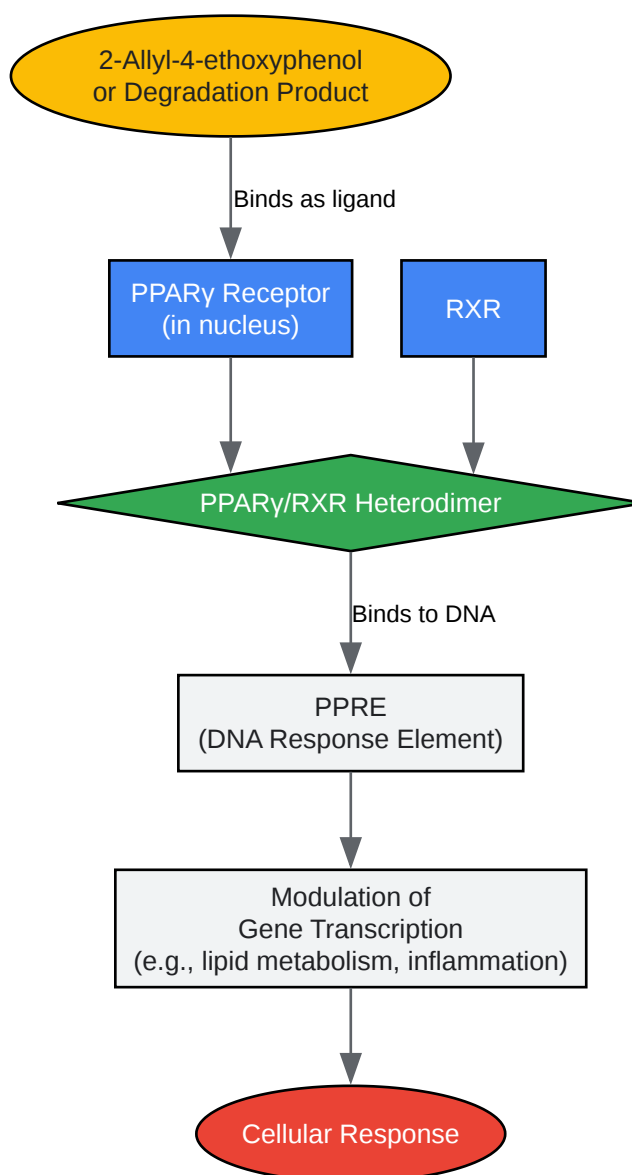 2-Allyl-4-ethoxyphenol
or Degradation Product
Binds as ligand
PPARγ Receptor
(in nucleus)
RXR
PPARγ/RXR Heterodimer
Binds to DNA
PPRE
(DNA Response Element)
Modulation of
Gene Transcription
(e.g., lipid metabolism, inflammation)
Cellular Response